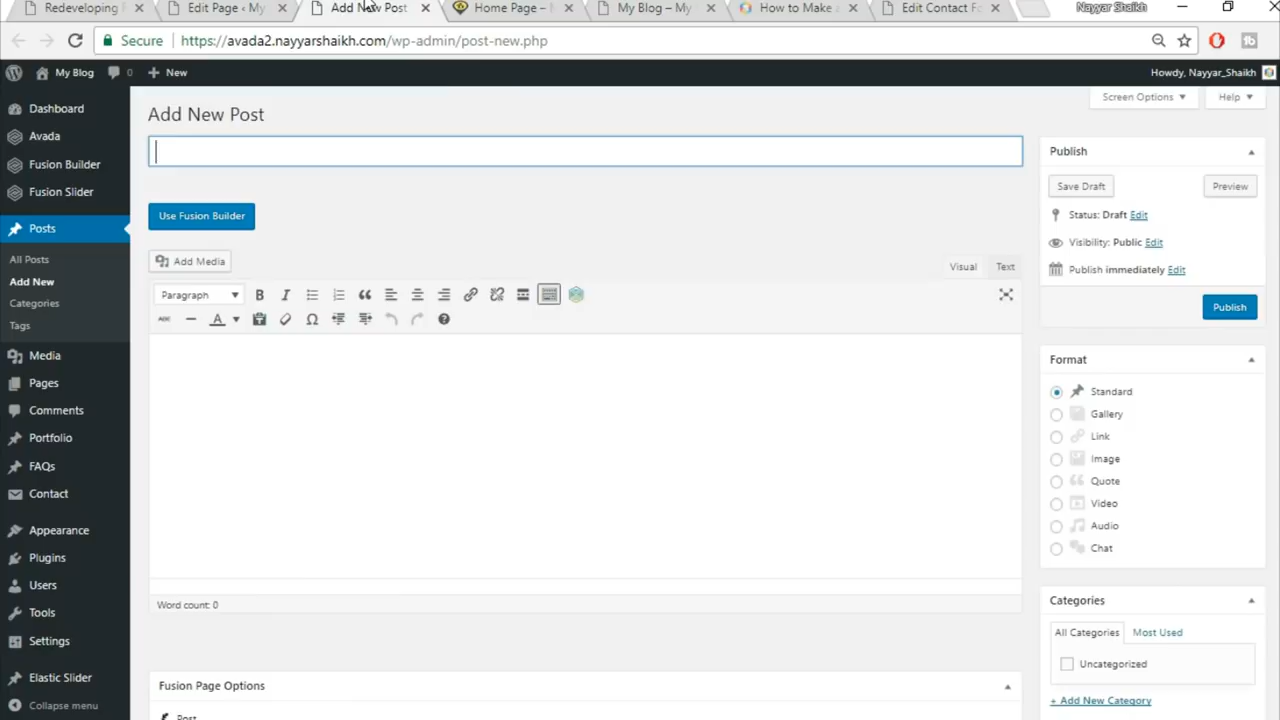 Redeveloping
Edit Page ‹ My
Add New Post
Home Page –
My Blog – My
How to Make
Edit Contact Fo
Nayyar Shaikh
Secure
https://avada2.nayyarshaikh.com/wp-admin/post-new.php
My Blog
0
New
Howdy, Nayyar_Shaikh
Dashboard
Avada
Fusion Builder
Fusion Slider
Posts
All Posts
Add New
Categories
Tags
Media
Pages
Comments
Portfolio
FAQs
Contact
Appearance
Plugins
Users
Tools
Settings
Elastic Slider
Collapse menu
Screen Options
Help
Add New Post
Use Fusion Builder
Add Media
Visual
Text
Paragraph
B
I
ABC
A
Word count: 0
Fusion Page Options
Post
Publish
Save Draft
Preview
Status: Draft Edit
Visibility: Public Edit
Publish immediately Edit
Publish
Format
Standard
Gallery
Link
Image
Quote
Video
Audio
Chat
Categories
All Categories
Most Used
Uncategorized
+ Add New Category